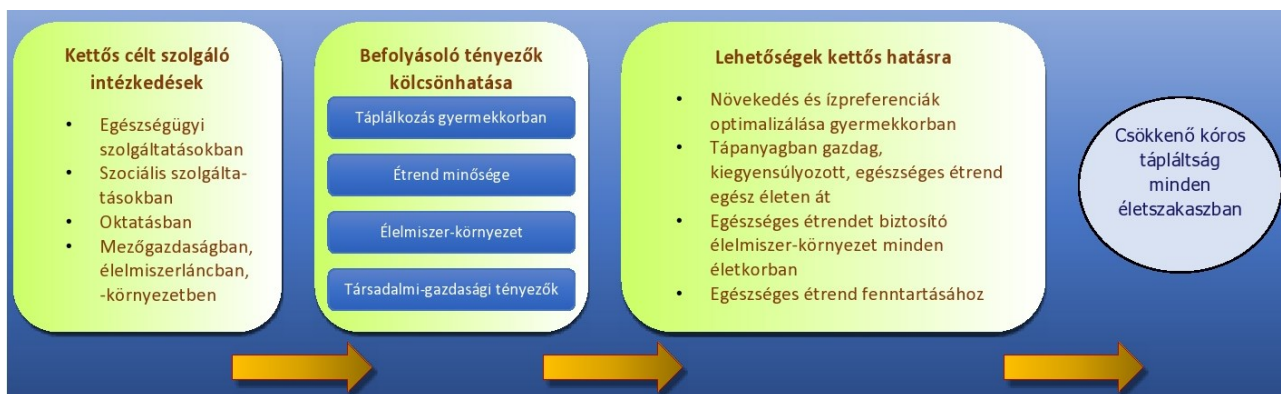 Kettős célt szolgáló
intézkedések
• Egészségügyi
szolgáltatásokban
• Szociális szolgálta-
tásokban
• Oktatásban
• Mezőgazdaságban,
élelmiszerláncban,
-környezetben
Befolyásoló tényezők
kölcsönhatása
Táplálkozás gyermekkorban
Étrend minősége
Élelmiszer-környezet
Társadalmi-gazdasági tényezők
Lehetőségek kettős hatásra
• Növekedés és ízpreferenciák
optimalizálása gyermekkorban
• Tápanyagban gazdag,
kiegyensúlyozott, egészséges étrend
egész életen át
• Egészséges étrendet biztosító
élelmiszer-környezet minden
életkorban
• Egészséges étrend fenntartásához
Csökkenő kóros
tápláltság
minden
életszakaszban